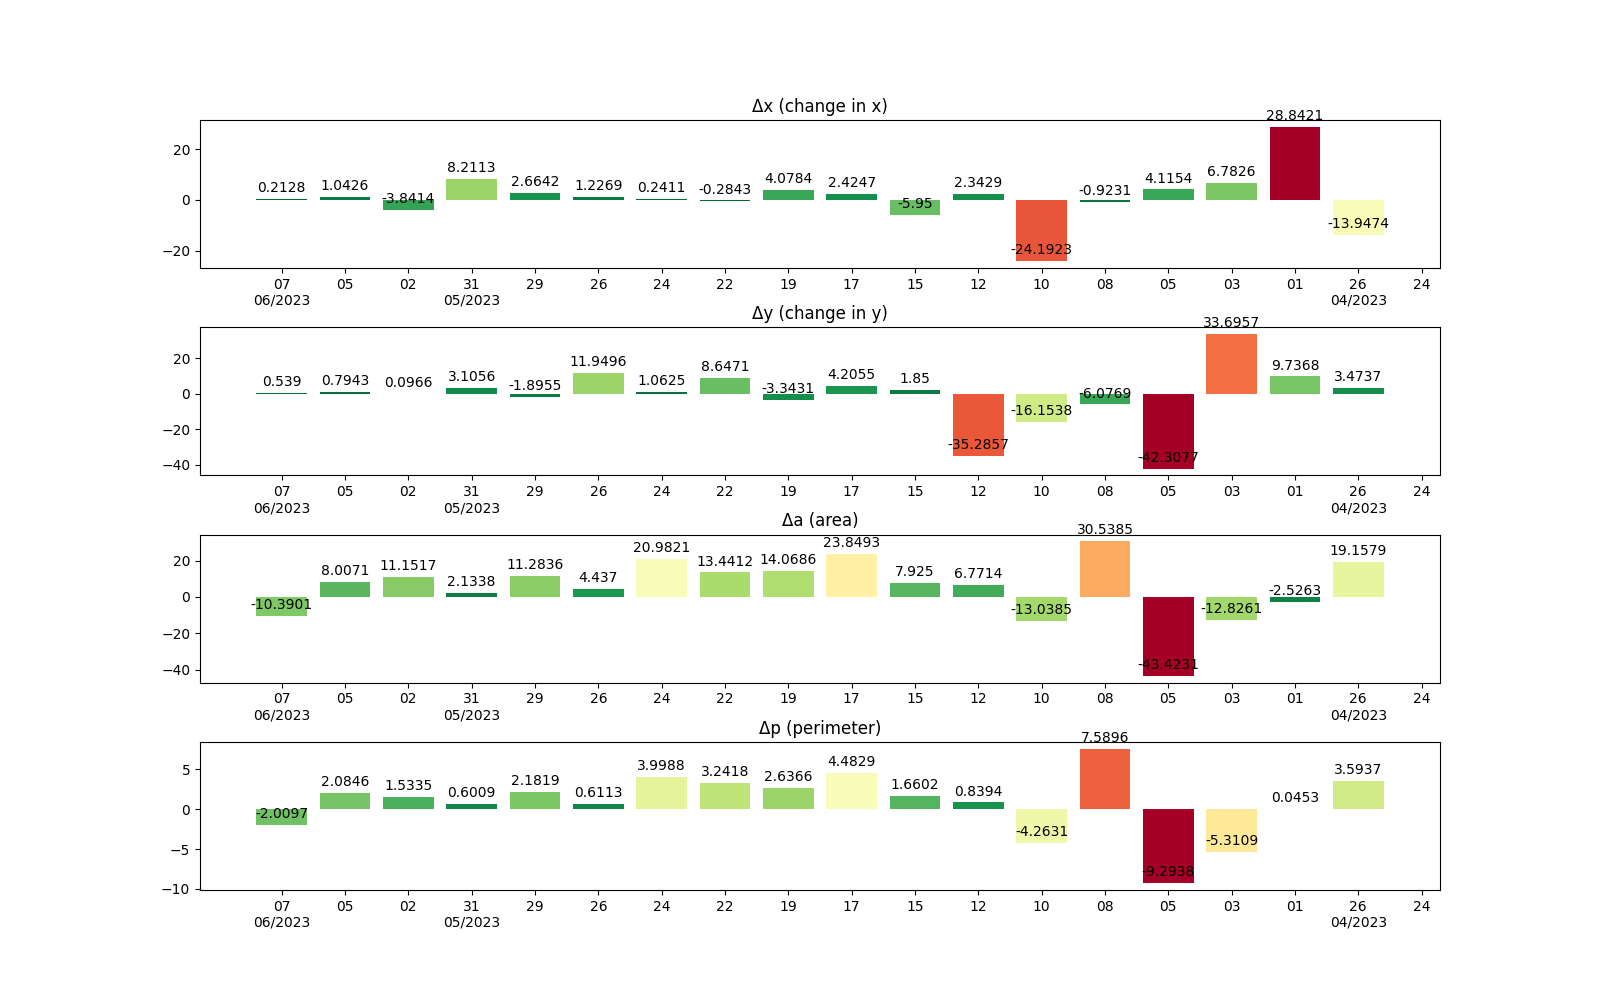 Δx (change in x)
20
0
−20
0.2128 1.0426 -3.8414 8.2113 2.6642 1.2269 0.2411 -0.2843 4.0784 2.4247 -5.95 2.3429 -24.1923 -0.9231 4.1154 6.7826 28.8421 -13.9474
07 05 02 31 29 26 24 22 19 17 15 12 10 08 05 03 01 26 24
06/2023 05/2023 04/2023
Δy (change in y)
20
0
−20
−40
0.539 0.7943 0.0966 3.1056 -1.8955 11.9496 1.0625 8.6471 -3.3431 4.2055 1.85 -35.2857 -16.1538 -6.0769 -42.3077 33.6957 9.7368 3.4737
07 05 02 31 29 26 24 22 19 17 15 12 10 08 05 03 01 26 24
06/2023 05/2023 04/2023
Δa (area)
20
0
−20
−40
-10.3901 8.0071 11.1517 2.1338 11.2836 4.437 20.9821 13.4412 14.0686 23.8493 7.925 6.7714 -13.0385 30.5385 -43.4231 -12.8261 -2.5263 19.1579
07 05 02 31 29 26 24 22 19 17 15 12 10 08 05 03 01 26 24
06/2023 05/2023 04/2023
Δp (perimeter)
5
0
−5
−10
-2.0097 2.0846 1.5335 0.6009 2.1819 0.6113 3.9988 3.2418 2.6366 4.4829 1.6602 0.8394 -4.2631 7.5896 -9.2938 -5.3109 0.0453 3.5937
07 05 02 31 29 26 24 22 19 17 15 12 10 08 05 03 01 26 24
06/2023 05/2023 04/2023